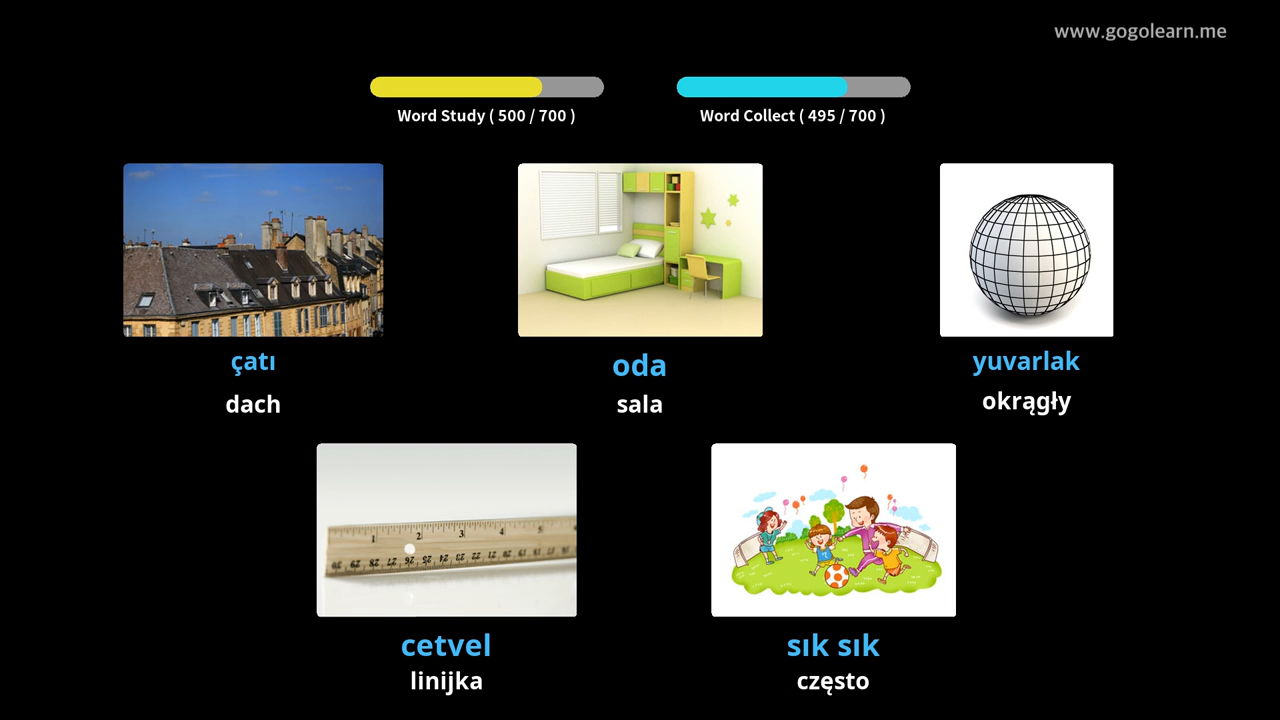 www.gogolearn.me
Word Study ( 500 / 700 )
Word Collect ( 495 / 700 )
çatı
dach
oda
sala
yuvarlak
okrągły
cetvel
linijka
sık sık
często